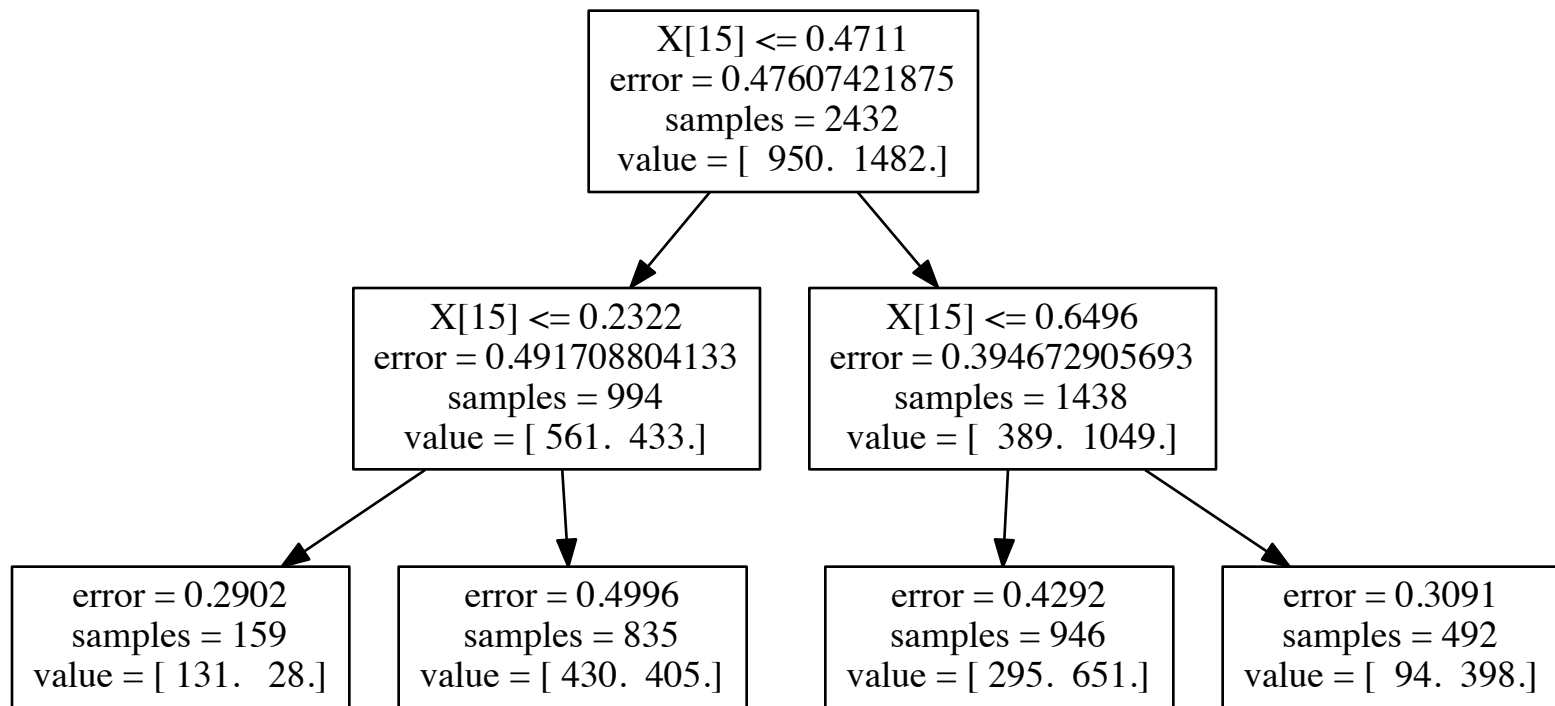 X[15] <= 0.4711
error = 0.47607421875
samples = 2432
value = [  950.  1482.]
X[15] <= 0.2322
error = 0.491708804133
samples = 994
value = [ 561.  433.]
X[15] <= 0.6496
error = 0.394672905693
samples = 1438
value = [  389.  1049.]
error = 0.2902
samples = 159
value = [ 131.   28.]
error = 0.4996
samples = 835
value = [ 430.  405.]
error = 0.4292
samples = 946
value = [ 295.  651.]
error = 0.3091
samples = 492
value = [  94.  398.]